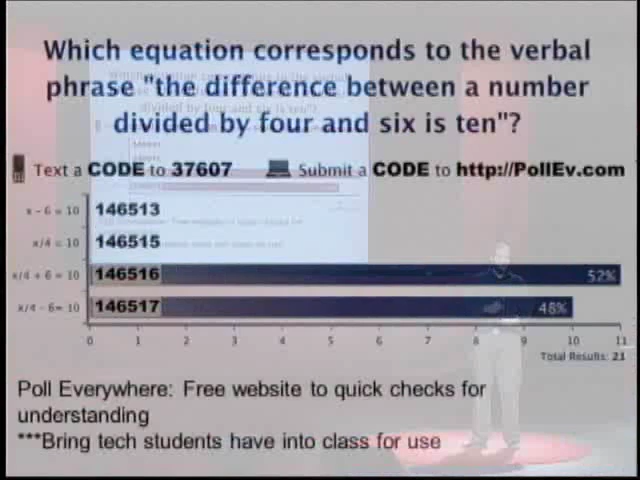 Which equation corresponds to the verbal
phrase "the difference between a number
divided by four and six is ten"?
Text a CODE to 37607 Submit a CODE to http://PollEv.com
x - 6 = 10 146513
x/4 = 10 146515
x/4 + 6 = 10 146516 52%
x/4 - 6= 10 146517 48%
0 1 2 3 4 5 6 7 8 9 10 11
Total Results: 21
Poll Everywhere: Free website to quick checks for
understanding
***Bring tech students have into class for use